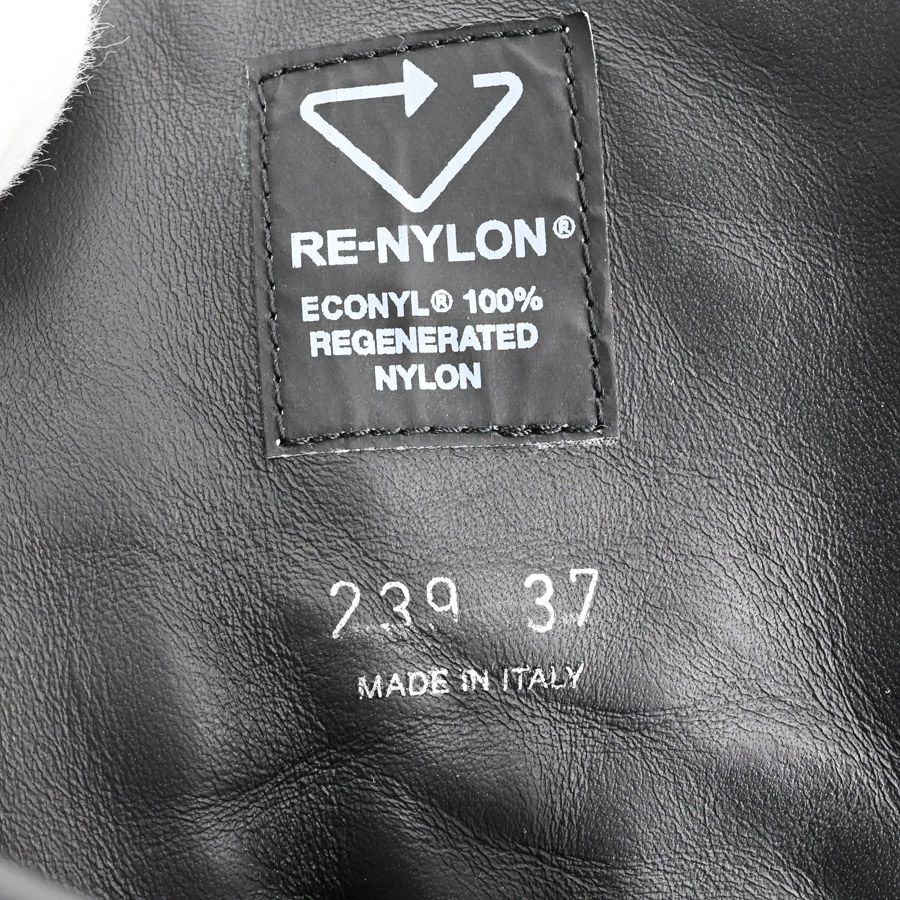 RE-NYLON®
ECONYL® 100%
REGENERATED
NYLON
239 37
MADE IN ITALY